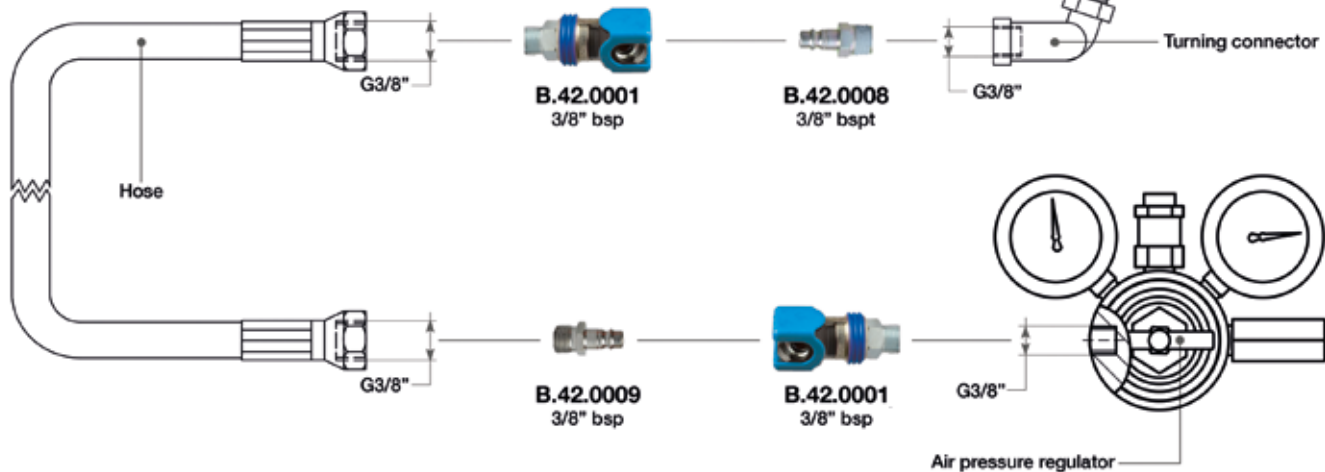 Turning connector
G3/8"
B.42.0001
3/8" bsp
B.42.0008
3/8" bspt
G3/8"
Hose
G3/8"
B.42.0009
3/8" bsp
B.42.0001
3/8" bsp
G3/8"
Air pressure regulator